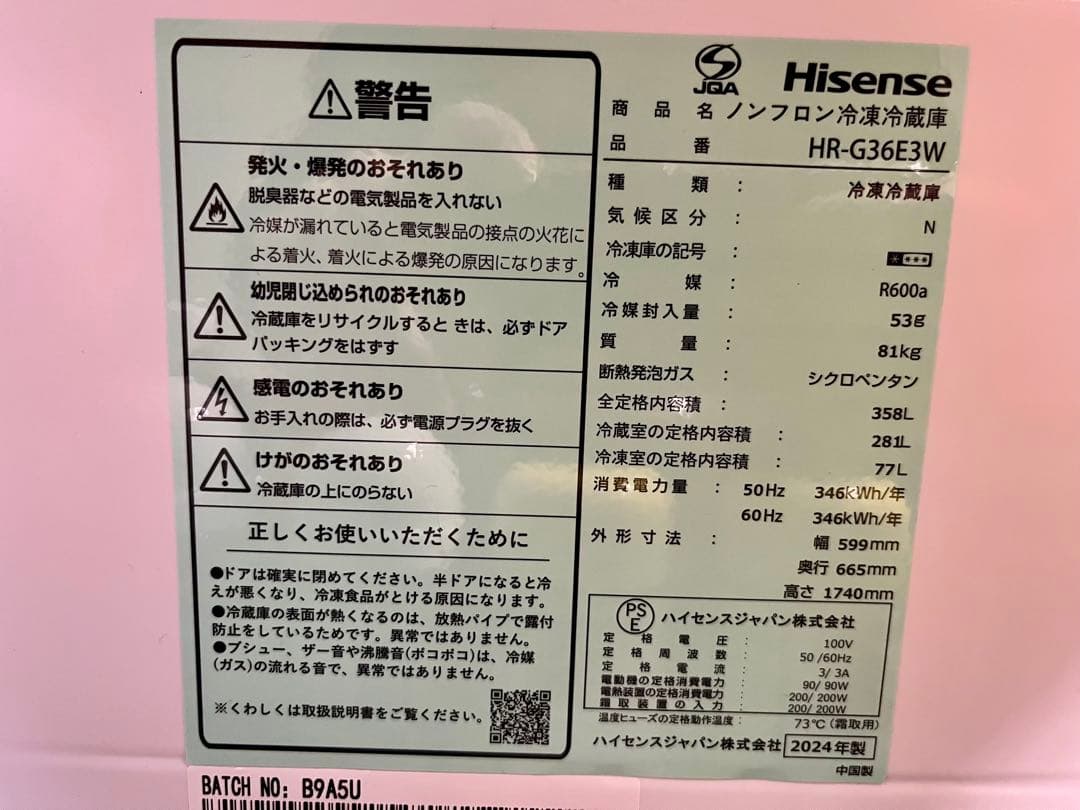 ⚠警告
発火・爆発のおそれあり
脱臭器などの電気製品を入れない
冷媒が漏れていると電気製品の接点の火花に
よる着火、着火による爆発の原因になります。
幼児閉じ込められのおそれあり
冷蔵庫をリサイクルすると きは、必ずドア
パッキングをはずす
感電のおそれあり
お手入れの際は、必ず電源プラグを抜く
けがのおそれあり
冷蔵庫の上にのらない
正しくお使いいただくために
●ドアは確実に閉めてください。半ドアになると冷
えが悪くなり、冷凍食品がとける原因になります。
●冷蔵庫の表面が熱くなるのは、放熱パイプで露付
防止をしているためです。異常ではありません。
●プシュー、ザー音や沸騰音(ポコポコ)は、冷媒
(ガス)の流れる音で、異常ではありません。
※くわしくは取扱説明書をご覧ください。
JQA
Hisense
商品名 ノンフロン冷凍冷蔵庫
品番 HR-G36E3W
種類 : 冷凍冷蔵庫
気候区分 : N
冷凍庫の記号 : ****
冷媒 : R600a
冷媒封入量 : 53g
質量 : 81kg
断熱発泡ガス : シクロペンタン
全定格内容積 : 358L
冷蔵室の定格内容積 : 281L
冷凍室の定格内容積 : 77L
消費電力量 : 50Hz 346kWh/年
60Hz 346kWh/年
外形寸法 : 幅 599mm
奥行 665mm
高さ 1740mm
PS
E
ハイセンスジャパン株式会社
定格電圧 : 100V
定格周波数 : 50/60Hz
定格電流 : 3/3A
電動機の定格消費電力 : 90/90W
電熱装置の定格消費電力 : 200/200W
霜取装置の入力 : 200/200W
温度ヒューズの定格動作温度 : 73℃(霜取用)
ハイセンスジャパン株式会社 2024年製
中国製
BATCH NO: B9A5U